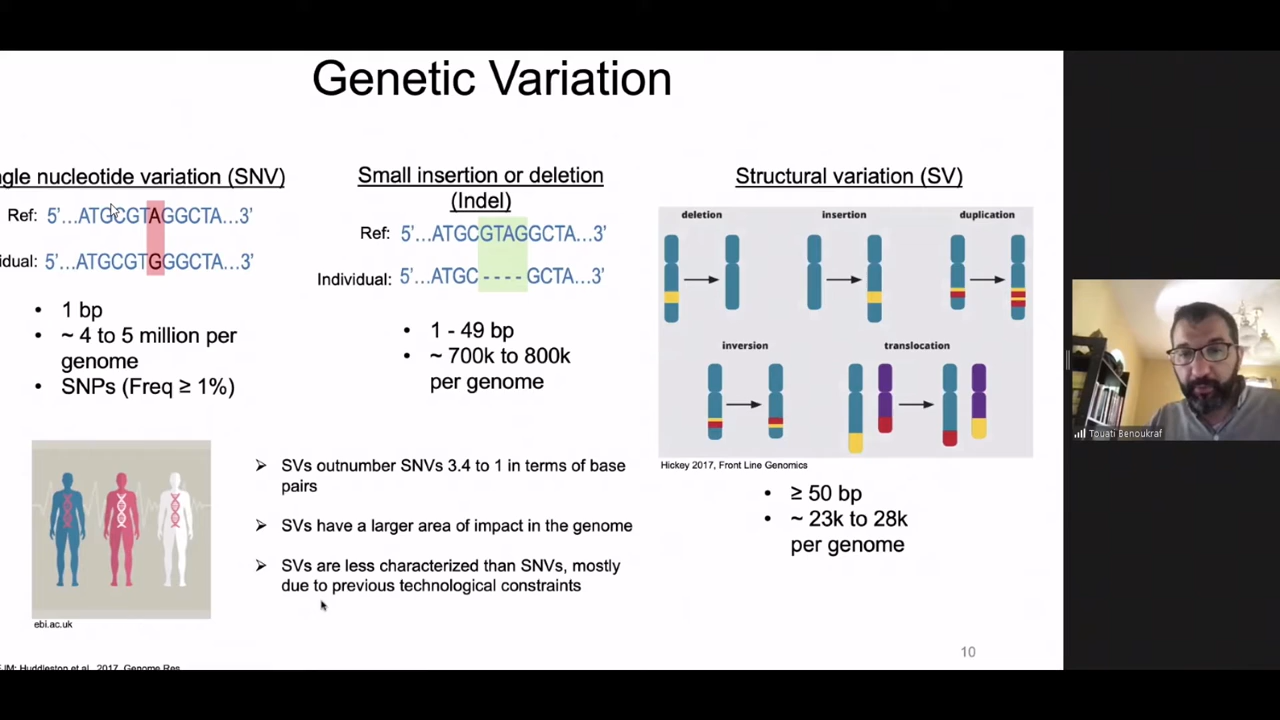 Genetic Variation
ngle nucleotide variation (SNV)
Ref: 5'...ATGCGTAGGCTA...3'
idual: 5'...ATGCGTGGGCTA...3'
• 1 bp
• ~ 4 to 5 million per
genome
• SNPs (Freq ≥ 1%)
ebi.ac.uk
Small insertion or deletion
(Indel)
Ref: 5'...ATGCGTAGGCTA...3'
Individual: 5'...ATGC----GCTA...3'
• 1 - 49 bp
• ~ 700k to 800k
per genome
➢ SVs outnumber SNVs 3.4 to 1 in terms of base
pairs
➢ SVs have a larger area of impact in the genome
➢ SVs are less characterized than SNVs, mostly
due to previous technological constraints
Structural variation (SV)
deletion insertion duplication
inversion translocation
Hickey 2017, Front Line Genomics
• ≥ 50 bp
• ~ 23k to 28k
per genome
Touati Benoukraf
10
Huddleston et al., 2017, Genome Res